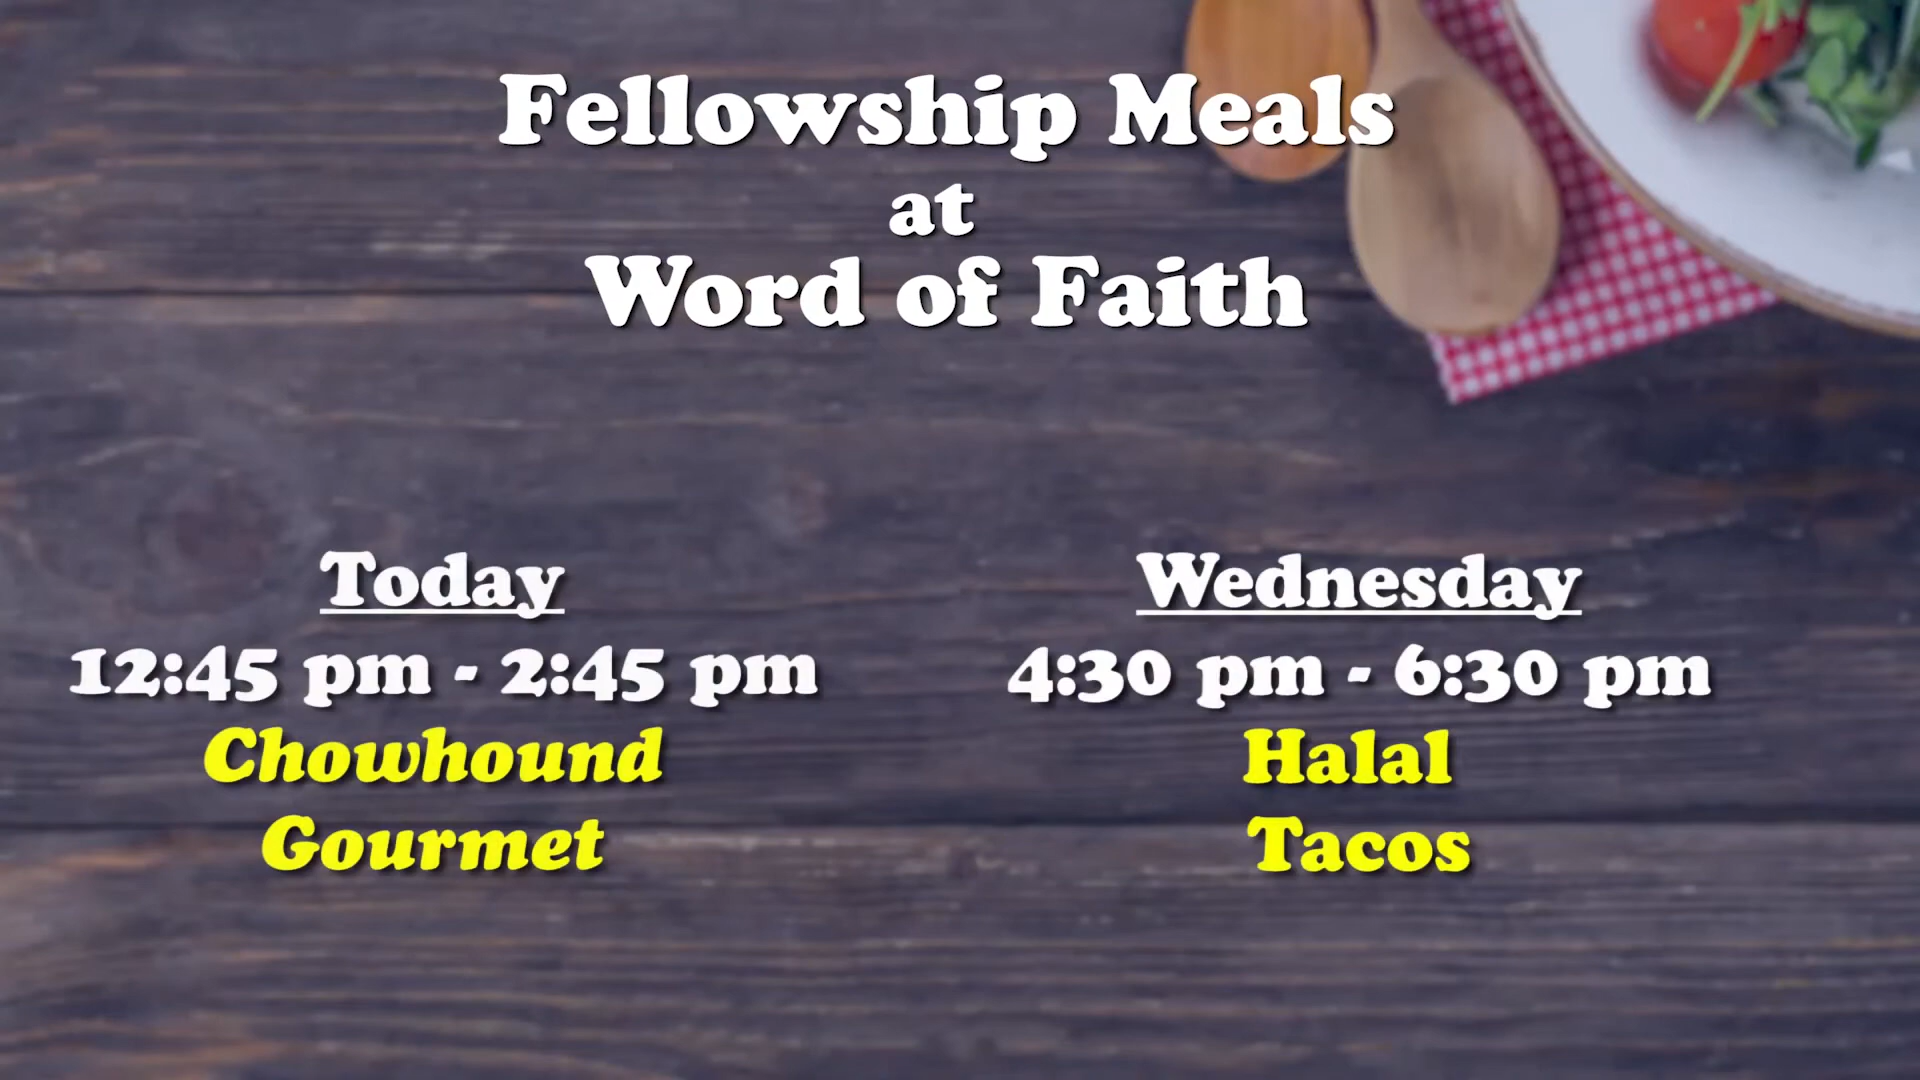 Fellowship Meals
at
Word of Faith
Today
12:45 pm - 2:45 pm
Chowhound
Gourmet
Wednesday
4:30 pm - 6:30 pm
Halal
Tacos